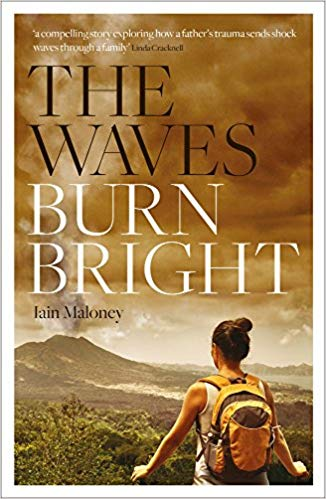 ‘a compelling story exploring how a father’s trauma sends shock
waves through a family’ Linda Cracknell
THE
WAVES
BURN
BRIGHT
Iain Maloney